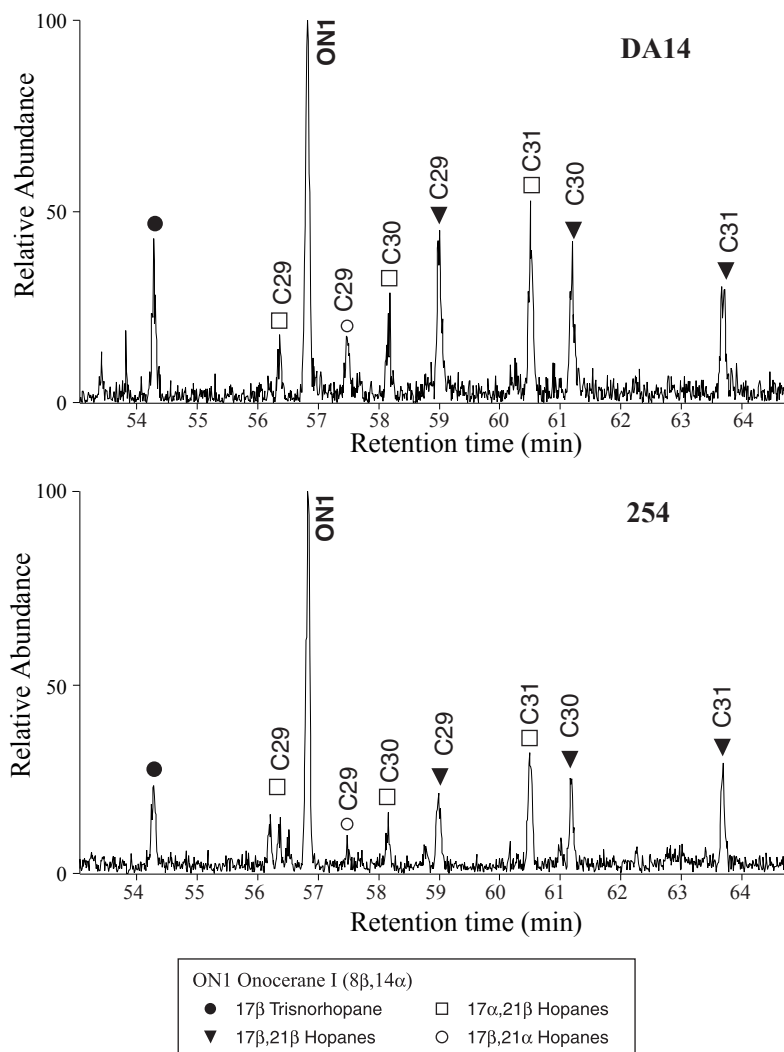 100
ON1
DA14
C29
C31
C30
50
C29
C30
C29
C31
0
Relative Abundance
54 55 56 57 58 59 60 61 62 63 64
Retention time (min)
100
ON1
254
50
C29
C29
C30
C29
C31
C30
C31
0
Relative Abundance
54 55 56 57 58 59 60 61 62 63 64
Retention time (min)
ON1 Onocerane I (8β,14α)
17β Trisnorhopane
17α,21β Hopanes
17β,21β Hopanes
17β,21α Hopanes